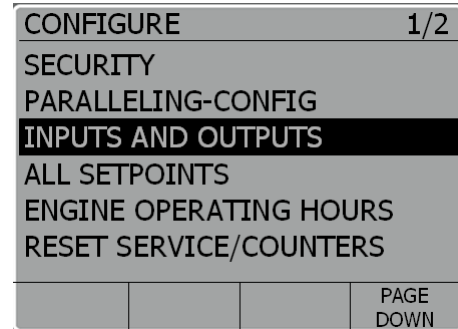 CONFIGURE 1/2
SECURITY
PARALLELING-CONFIG
INPUTS AND OUTPUTS
ALL SETPOINTS
ENGINE OPERATING HOURS
RESET SERVICE/COUNTERS
PAGE
DOWN